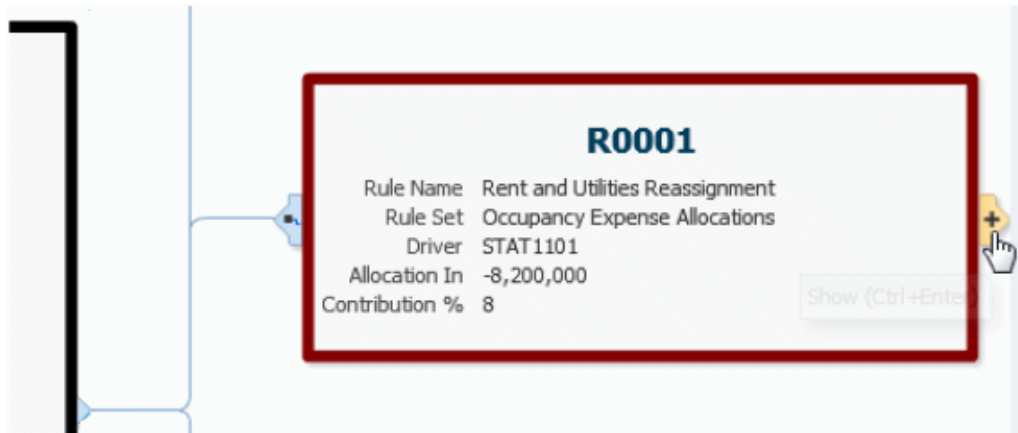 R0001
Rule Name Rent and Utilities Reassignment
Rule Set Occupancy Expense Allocations
Driver STAT1101
Allocation In -8,200,000
Contribution % 8
Show (Ctrl+Enter)